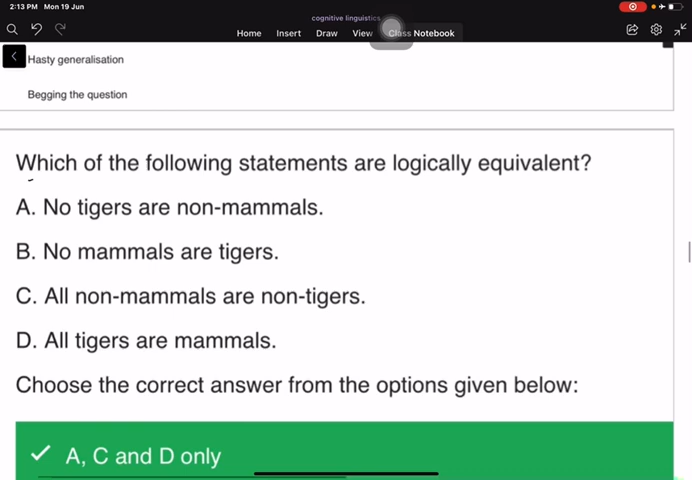 2:13 PM Mon 19 Jun
cognitive linguistics
Home Insert Draw View Class Notebook
Hasty generalisation
Begging the question
Which of the following statements are logically equivalent?
A. No tigers are non-mammals.
B. No mammals are tigers.
C. All non-mammals are non-tigers.
D. All tigers are mammals.
Choose the correct answer from the options given below:
A, C and D only